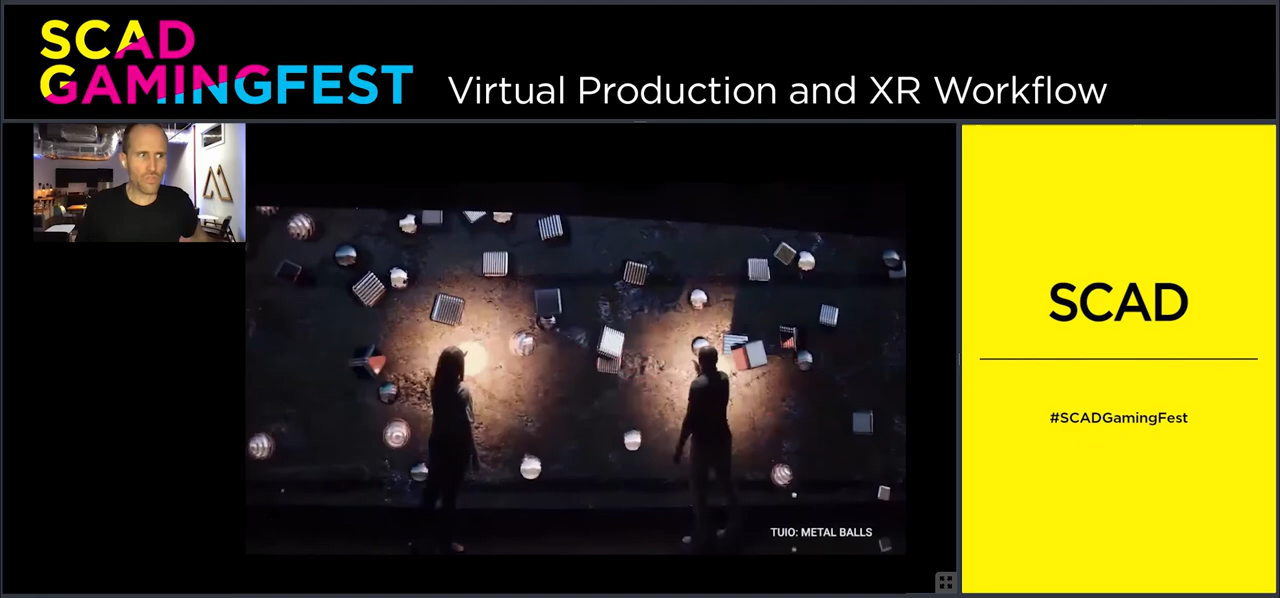 SCAD
GAMINGFEST
Virtual Production and XR Workflow
TUIO: METAL BALLS
SCAD
#SCADGamingFest